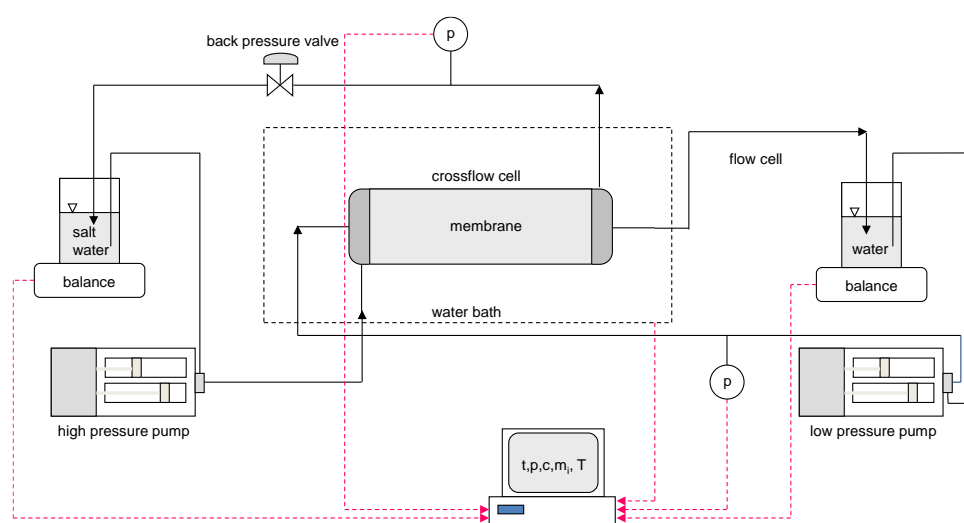 p
back pressure valve
flow cell
crossflow cell
membrane
salt
water
water
balance
balance
water bath
p
high pressure pump
low pressure pump
t,p,c,mi, T